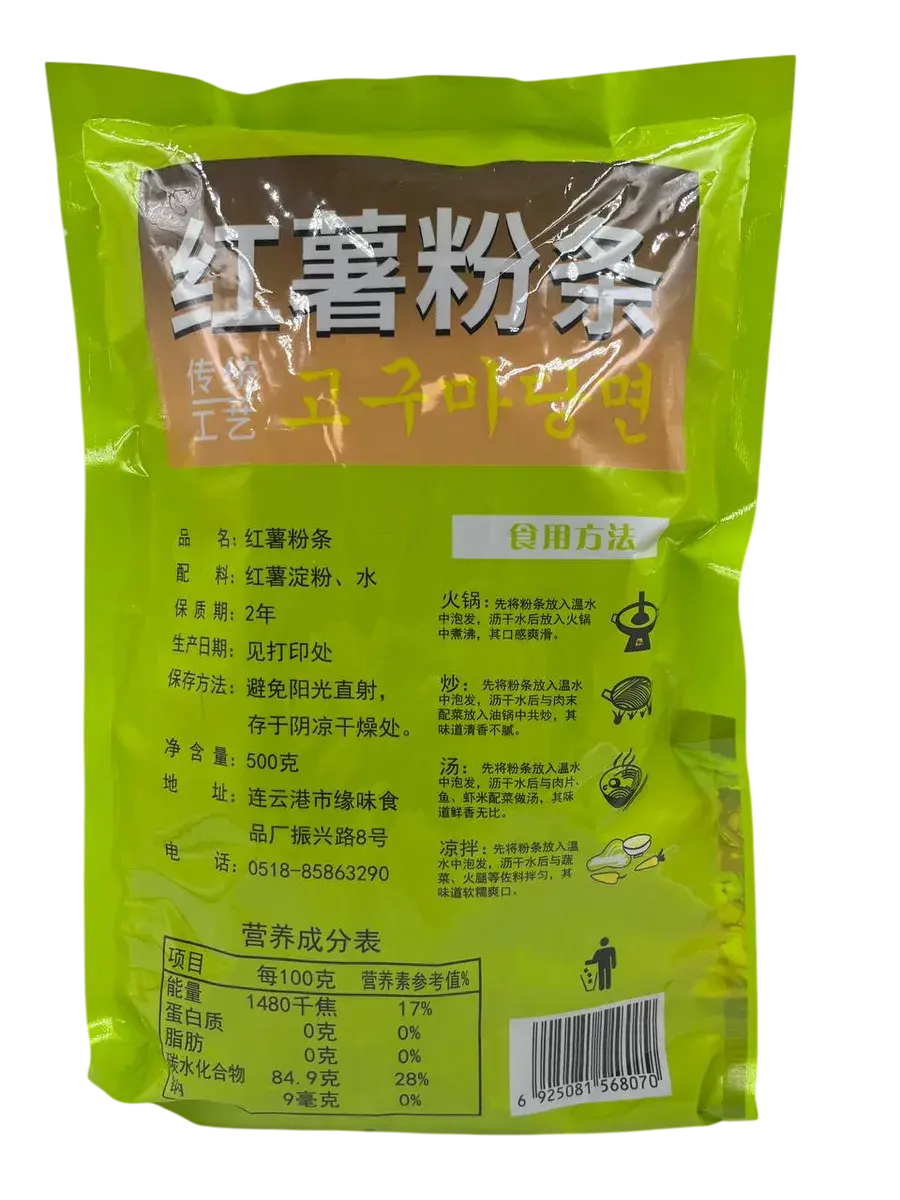 红薯粉条
传统
工艺
고구마당면
品名：红薯粉条
配料：红薯淀粉、水
保质期：2年
生产日期：见打印处
保存方法：避免阳光直射，
存于阴凉干燥处。
净含量：500克
地址：连云港市缘味食
品厂振兴路8号
电话：0518-85863290
食用方法
火锅：先将粉条放入温水
中泡发，沥干水后放入火锅
中煮沸，其口感爽滑。
炒：先将粉条放入温水
中泡发，沥干水后与肉末
配菜放入油锅中共炒，其
味道清香不腻。
汤：先将粉条放入温水
中泡发，沥干水后与肉片、
鱼、虾米配菜做汤，其味
道鲜香无比。
凉拌：先将粉条放入温
水中泡发，沥干水后与蔬
菜、火腿等佐料拌匀，其
味道软糯爽口。
营养成分表
项目 每100克 营养素参考值%
能量 1480千焦 17%
蛋白质 0克 0%
脂肪 0克 0%
碳水化合物 84.9克 28%
钠 9毫克 0%
6 925081 568070